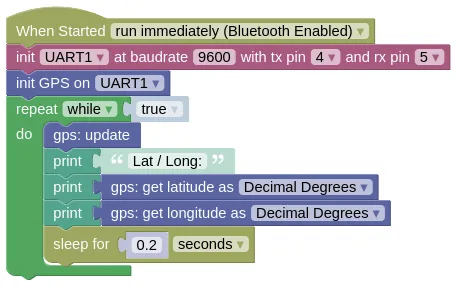 When Started run immediately (Bluetooth Enabled)
init UART1 at baudrate 9600 with tx pin 4 and rx pin 5
init GPS on UART1
repeat while true
do gps: update
print “ Lat / Long: ”
print gps: get latitude as Decimal Degrees
print gps: get longitude as Decimal Degrees
sleep for 0.2 seconds